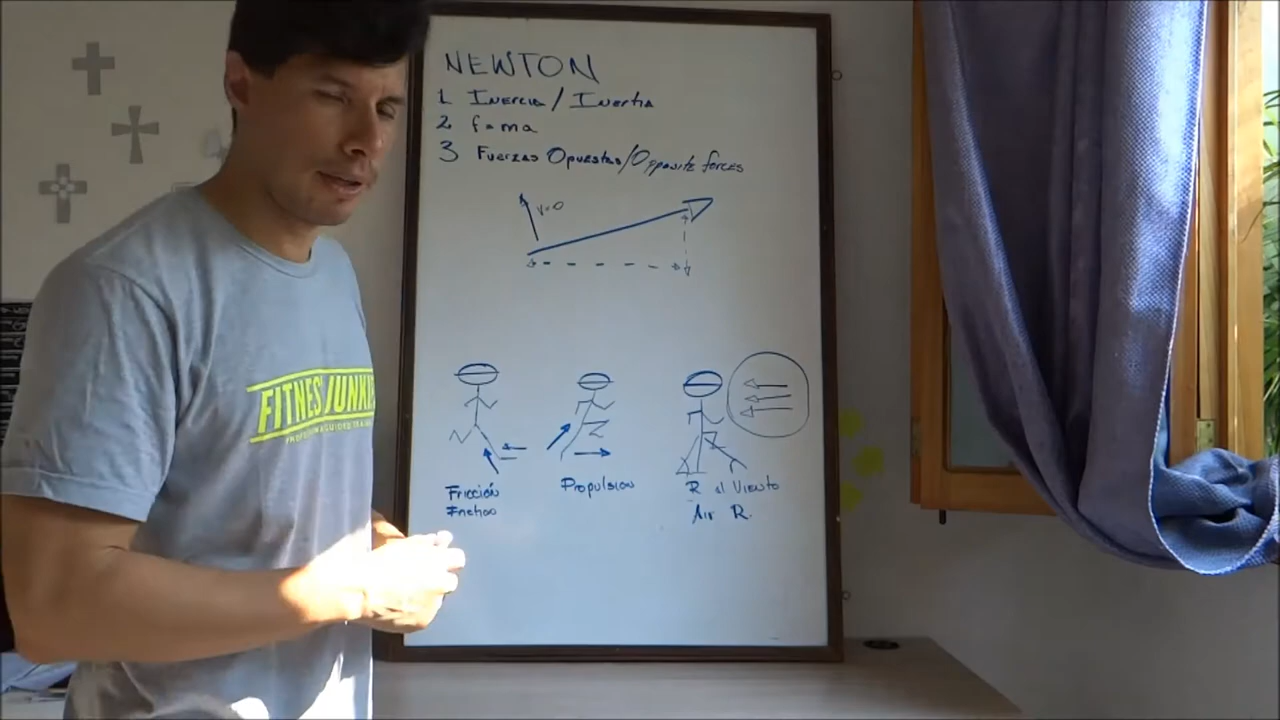 NEWTON
1 Inercia / Inertia
2 f=ma
3 Fuerzas Opuestas/Opposite forces
V=0
Fricción
Friction
Propulsion
R al Viento
Air R.
FITNESS JUNKIE